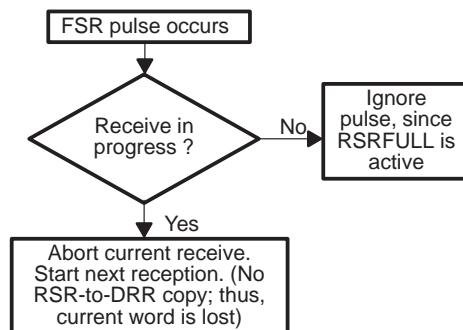 FSR pulse occurs
Receive in
progress ?
No
Ignore
pulse, since
RSRFULL is
active
Yes
Abort current receive.
Start next reception. (No
RSR-to-DRR copy; thus,
current word is lost)